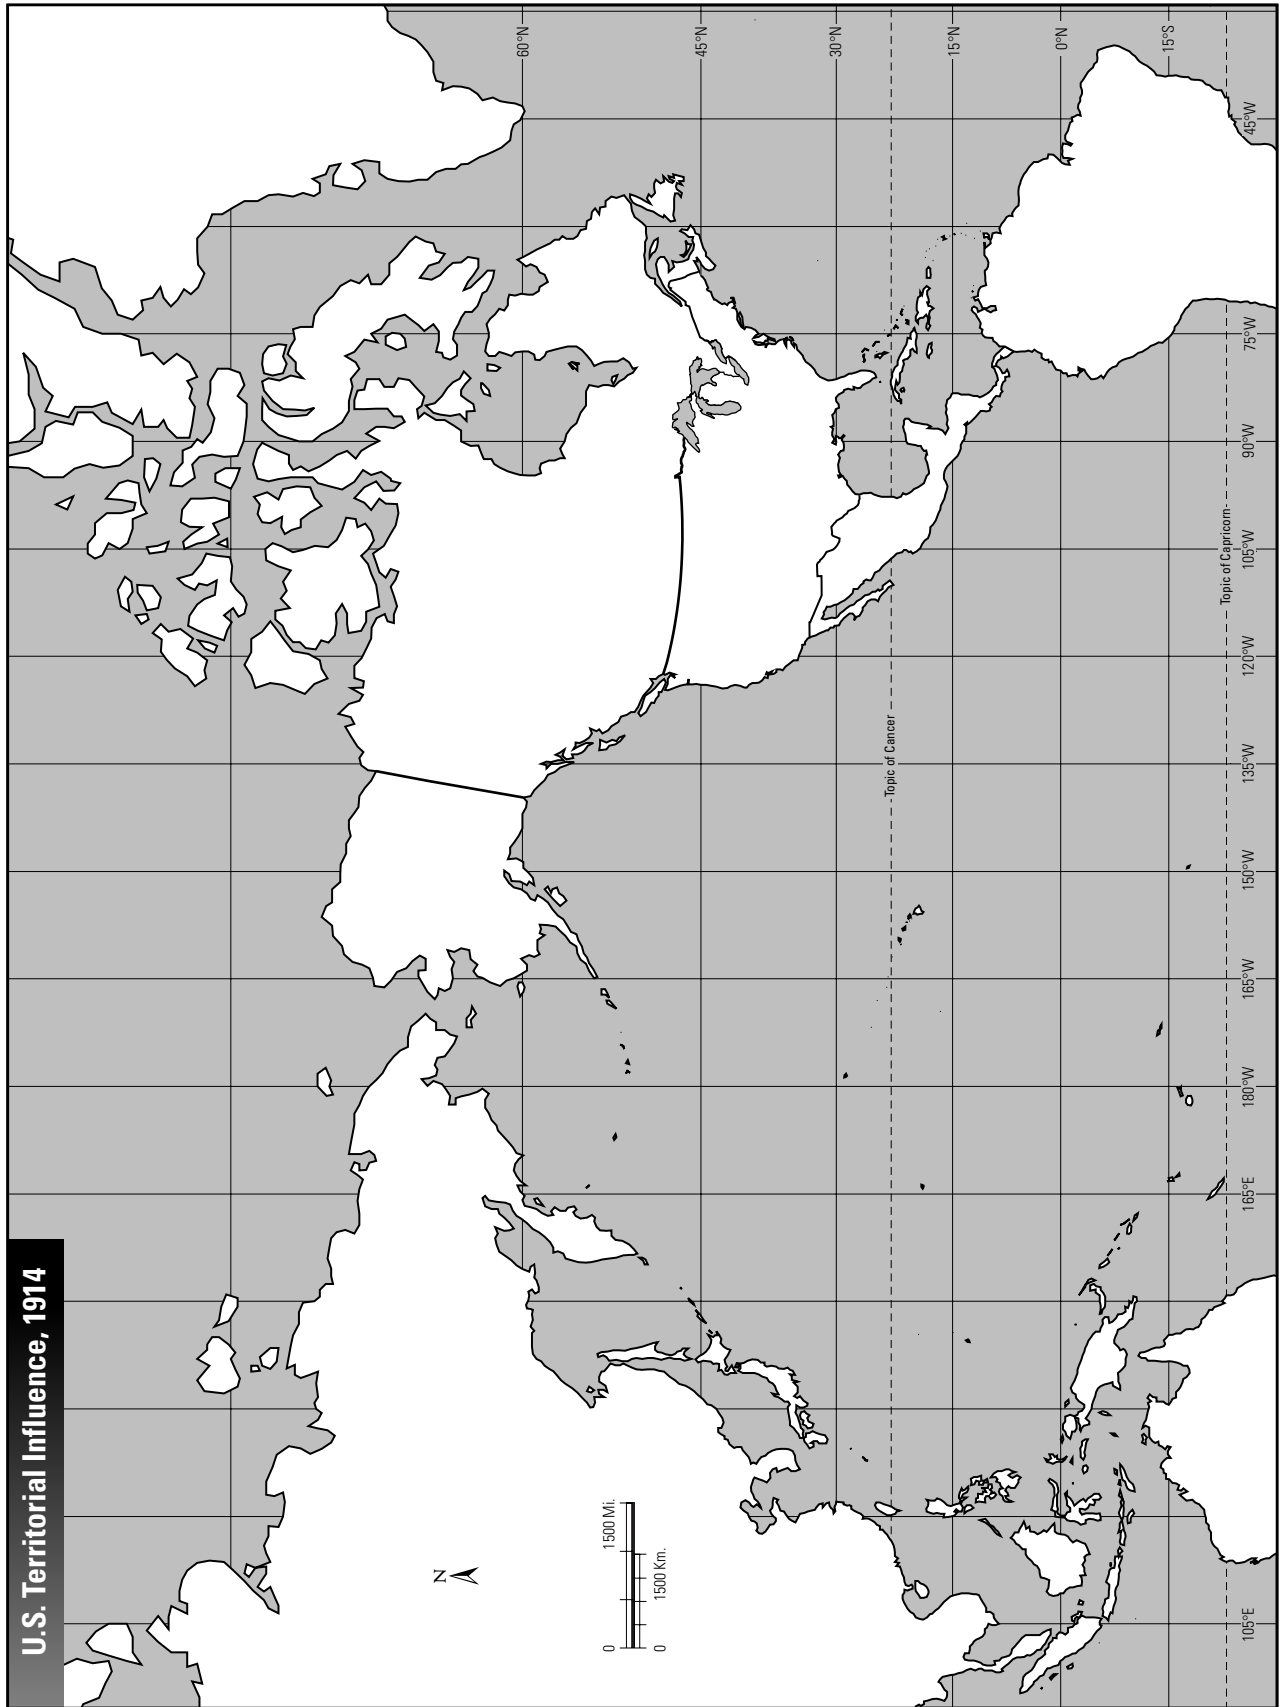 U.S. Territorial Influence, 1914
N
0 1500 Mi.
0 1500 Km.
60°N
45°N
30°N
Topic of Cancer
15°N
0°N
15°S
Topic of Capricorn
105°E
165°E
180°W
165°W
150°W
135°W
120°W
105°W
90°W
75°W
45°W